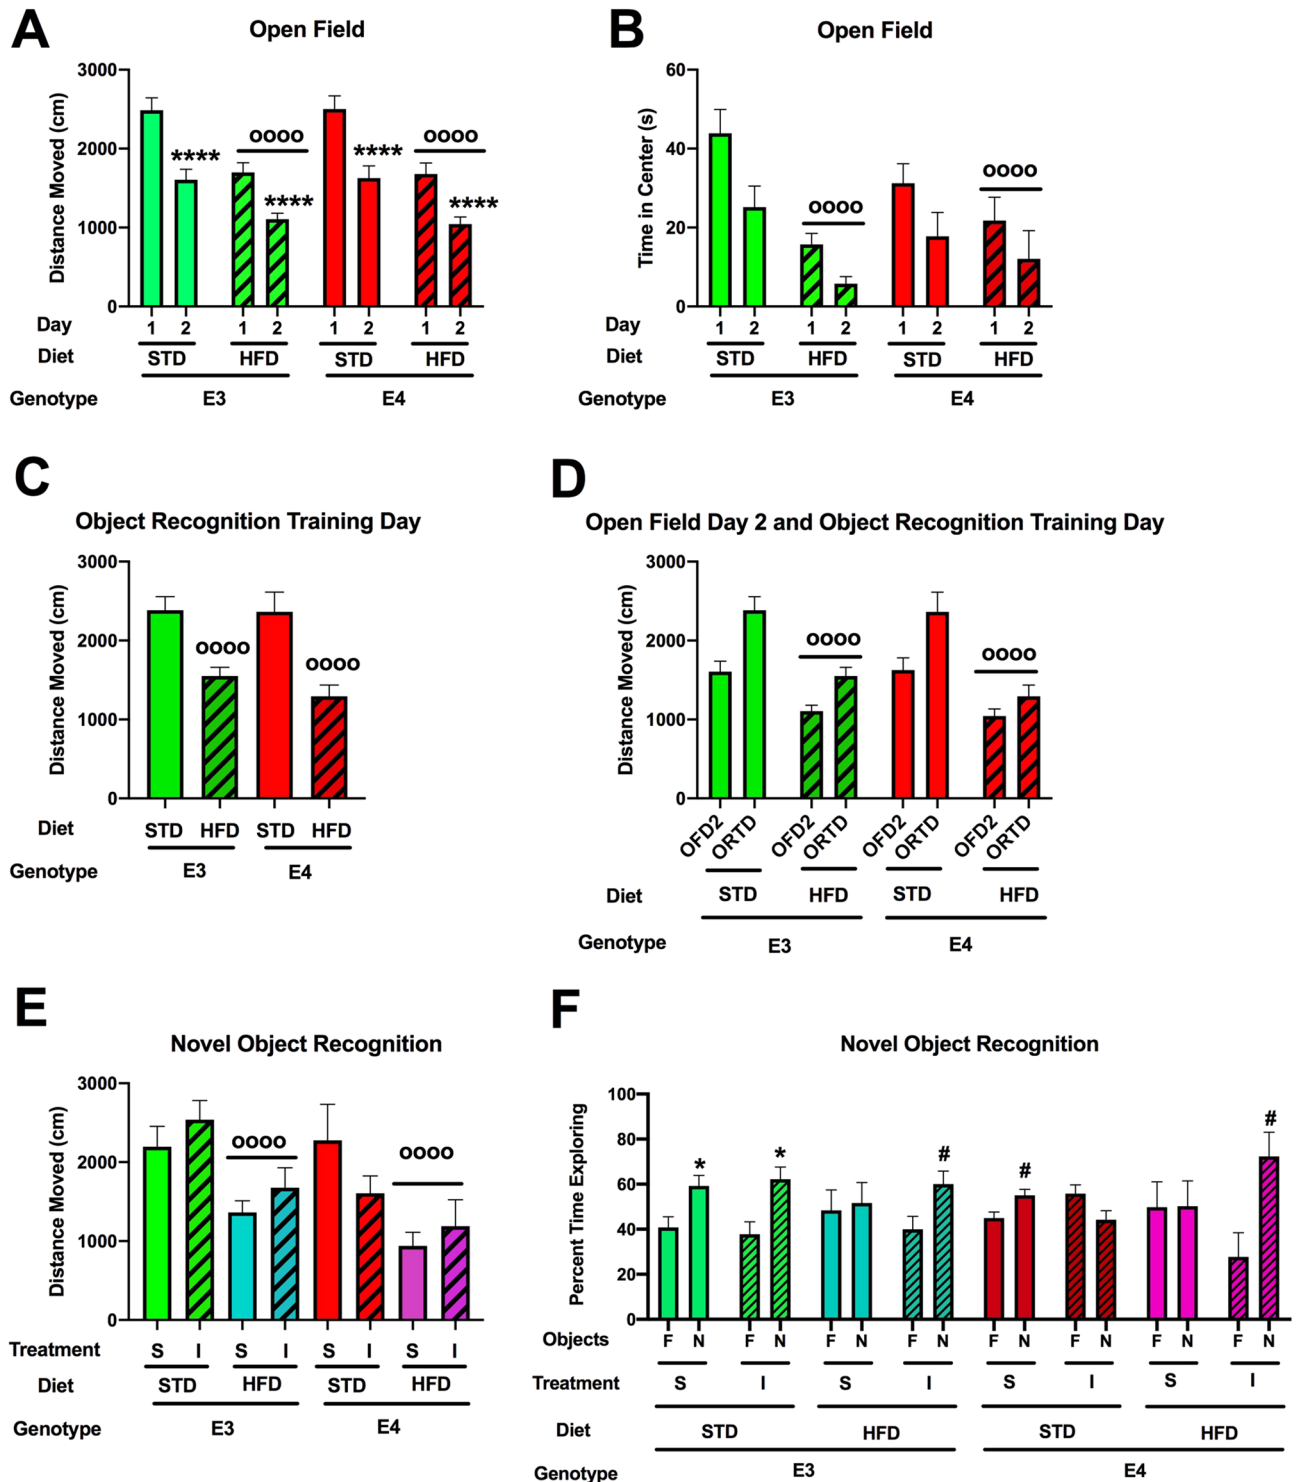 A
Open Field
Distance Moved (cm)
3000
2000
1000
0
****
oooo
****
****
oooo
****
Day 1 2 1 2 1 2 1 2
Diet STD HFD STD HFD
Genotype E3 E4
B
Open Field
Time in Center (s)
60
40
20
0
oooo
oooo
Day 1 2 1 2 1 2 1 2
Diet STD HFD STD HFD
Genotype E3 E4
C
Object Recognition Training Day
Distance Moved (cm)
3000
2000
1000
0
oooo
oooo
Diet STD HFD STD HFD
Genotype E3 E4
D
Open Field Day 2 and Object Recognition Training Day
Distance Moved (cm)
3000
2000
1000
0
oooo
oooo
OFD2 ORTD OFD2 ORTD OFD2 ORTD OFD2 ORTD
Diet STD HFD STD HFD
Genotype E3 E4
E
Novel Object Recognition
Distance Moved (cm)
3000
2000
1000
0
oooo
oooo
Treatment S I S I S I S I
Diet STD HFD STD HFD
Genotype E3 E4
F
Novel Object Recognition
Percent Time Exploring
100
80
60
40
20
0
*
*
#
#
#
Objects F N F N F N F N F N F N F N F N
Treatment S I S I S I S I
Diet STD HFD STD HFD
Genotype E3 E4